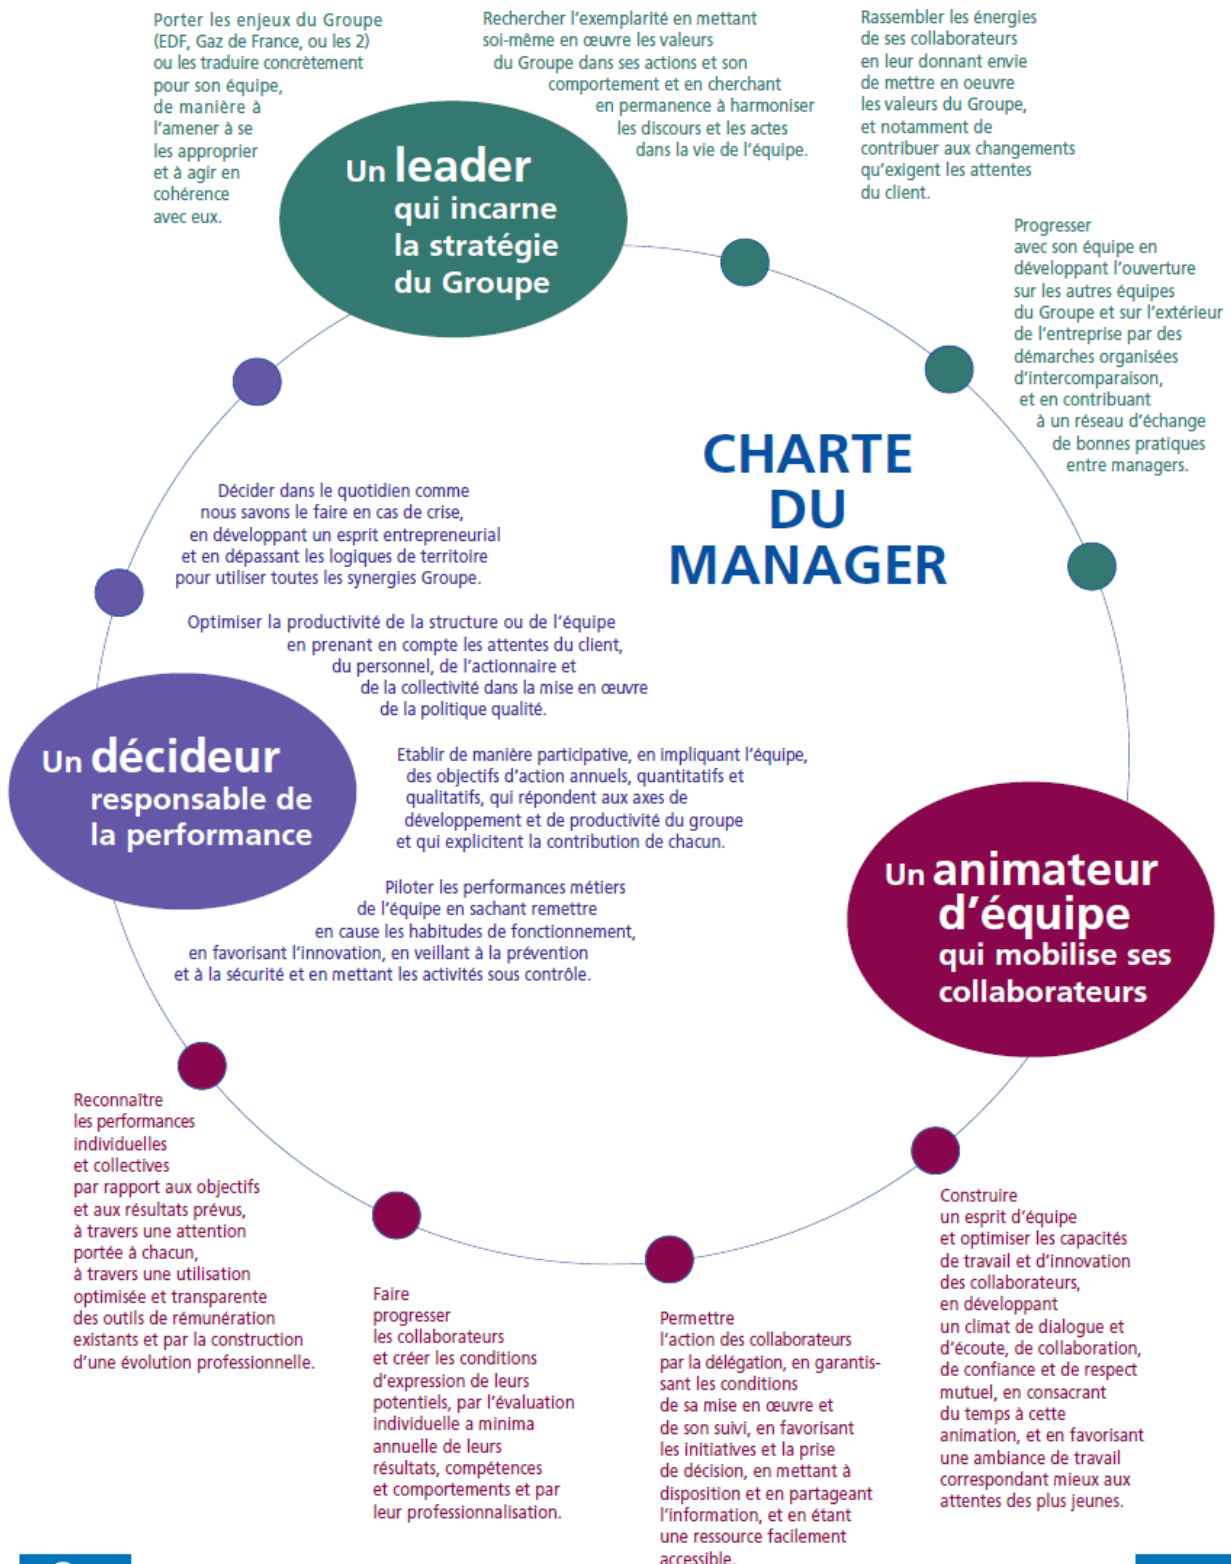 Porter les enjeux du Groupe
(EDF, Gaz de France, ou les 2)
ou les traduire concrètement
pour son équipe,
de manière à
l'amener à se
les approprier
et à agir en
cohérence
avec eux.
Rechercher l'exemplarité en mettant
soi-même en œuvre les valeurs
du Groupe dans ses actions et son
comportement et en cherchant
en permanence à harmoniser
les discours et les actes
dans la vie de l'équipe.
Rassembler les énergies
de ses collaborateurs
en leur donnant envie
de mettre en oeuvre
les valeurs du Groupe,
et notamment de
contribuer aux changements
qu'exigent les attentes
du client.
Progresser
avec son équipe en
développant l'ouverture
sur les autres équipes
du Groupe et sur l'extérieur
de l'entreprise par des
démarches organisées
d'intercomparaison,
et en contribuant
à un réseau d'échange
de bonnes pratiques
entre managers.
Un leader
qui incarne
la stratégie
du Groupe
CHARTE
DU
MANAGER
Décider dans le quotidien comme
nous savons le faire en cas de crise,
en développant un esprit entrepreneurial
et en dépassant les logiques de territoire
pour utiliser toutes les synergies Groupe.
Optimiser la productivité de la structure ou de l'équipe
en prenant en compte les attentes du client,
du personnel, de l'actionnaire et
de la collectivité dans la mise en œuvre
de la politique qualité.
Un décideur
responsable de
la performance
Etablir de manière participative, en impliquant l'équipe,
des objectifs d'action annuels, quantitatifs et
qualitatifs, qui répondent aux axes de
développement et de productivité du groupe
et qui explicitent la contribution de chacun.
Piloter les performances métiers
de l'équipe en sachant remettre
en cause les habitudes de fonctionnement,
en favorisant l'innovation, en veillant à la prévention
et à la sécurité et en mettant les activités sous contrôle.
Un animateur
d'équipe
qui mobilise ses
collaborateurs
Reconnaître
les performances
individuelles
et collectives
par rapport aux objectifs
et aux résultats prévus,
à travers une attention
portée à chacun,
à travers une utilisation
optimisée et transparente
des outils de rémunération
existants et par la construction
d'une évolution professionnelle.
Faire
progresser
les collaborateurs
et créer les conditions
d'expression de leurs
potentiels, par l'évaluation
individuelle a minima
annuelle de leurs
résultats, compétences
et comportements et par
leur professionnalisation.
Permettre
l'action des collaborateurs
par la délégation, en garantis-
sant les conditions
de sa mise en œuvre et
de son suivi, en favorisant
les initiatives et la prise
de décision, en mettant à
disposition et en partageant
l'information, et en étant
une ressource facilement
accessible.
Construire
un esprit d'équipe
et optimiser les capacités
de travail et d'innovation
des collaborateurs,
en développant
un climat de dialogue et
d'écoute, de collaboration,
de confiance et de respect
mutuel, en consacrant
du temps à cette
animation, et en favorisant
une ambiance de travail
correspondant mieux aux
attentes des plus jeunes.